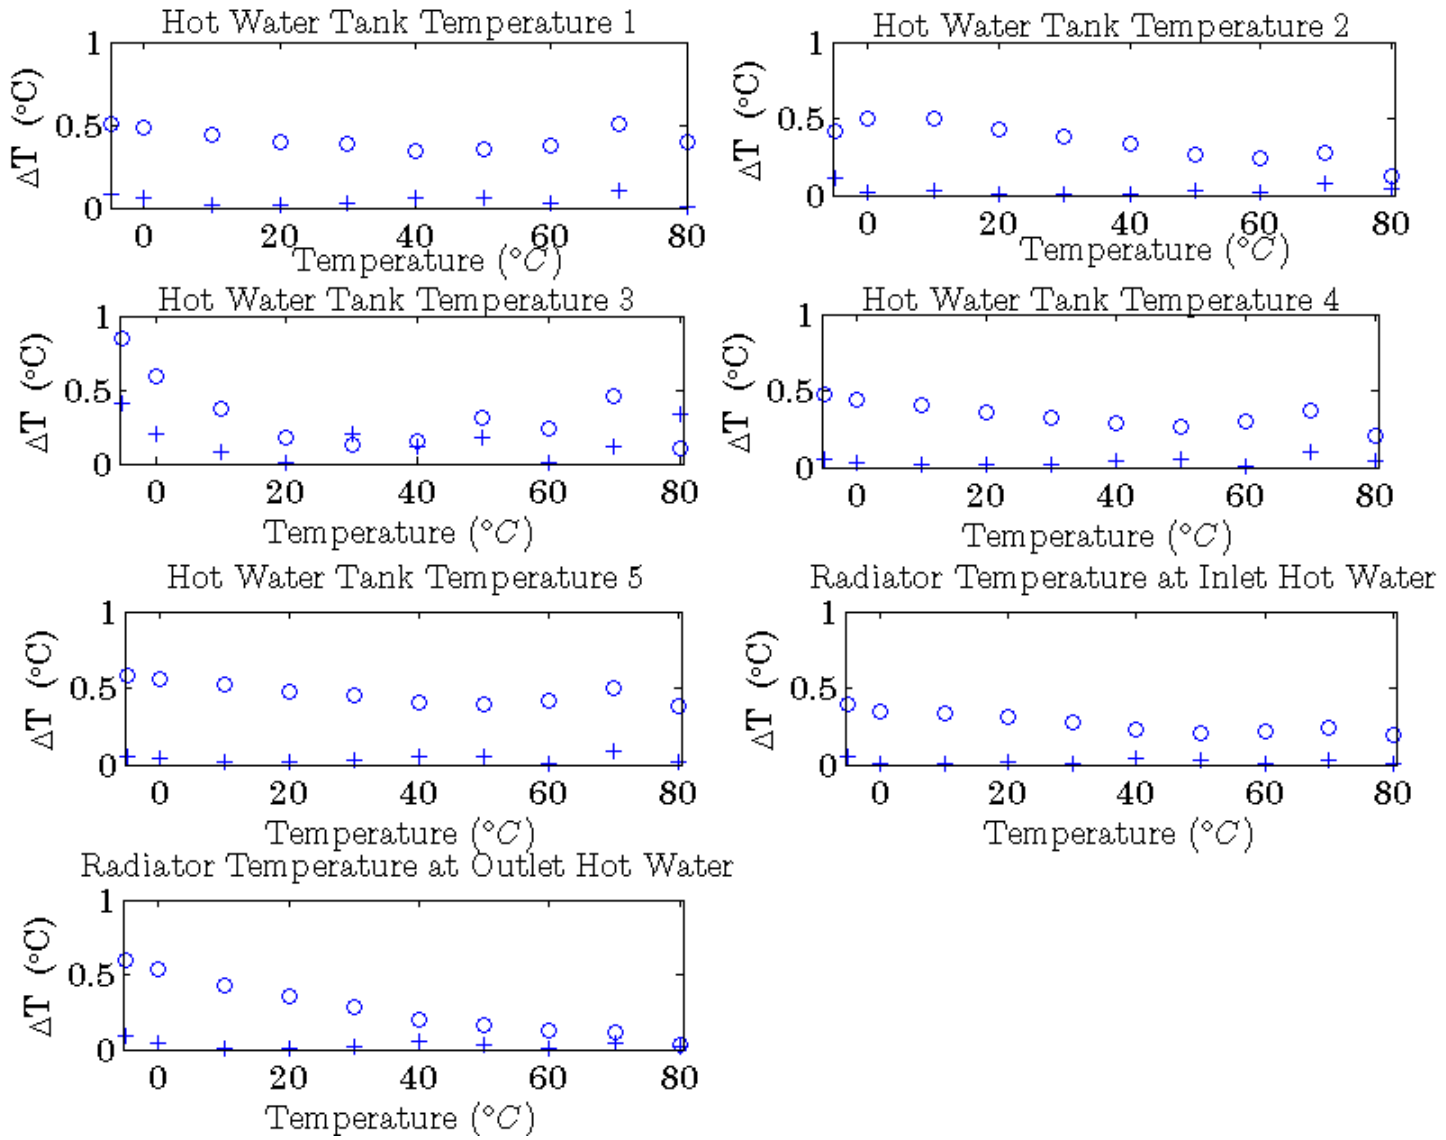 Hot Water Tank Temperature 1
1
0.5
0
ΔT (°C)
0 20 40 60 80
Temperature (°C)
Hot Water Tank Temperature 2
1
0.5
0
ΔT (°C)
0 20 40 60 80
Temperature (°C)
Hot Water Tank Temperature 3
1
0.5
0
ΔT (°C)
0 20 40 60 80
Temperature (°C)
Hot Water Tank Temperature 4
1
0.5
0
ΔT (°C)
0 20 40 60 80
Temperature (°C)
Hot Water Tank Temperature 5
1
0.5
0
ΔT (°C)
0 20 40 60 80
Temperature (°C)
Radiator Temperature at Inlet Hot Water
1
0.5
0
ΔT (°C)
0 20 40 60 80
Temperature (°C)
Radiator Temperature at Outlet Hot Water
1
0.5
0
ΔT (°C)
0 20 40 60 80
Temperature (°C)